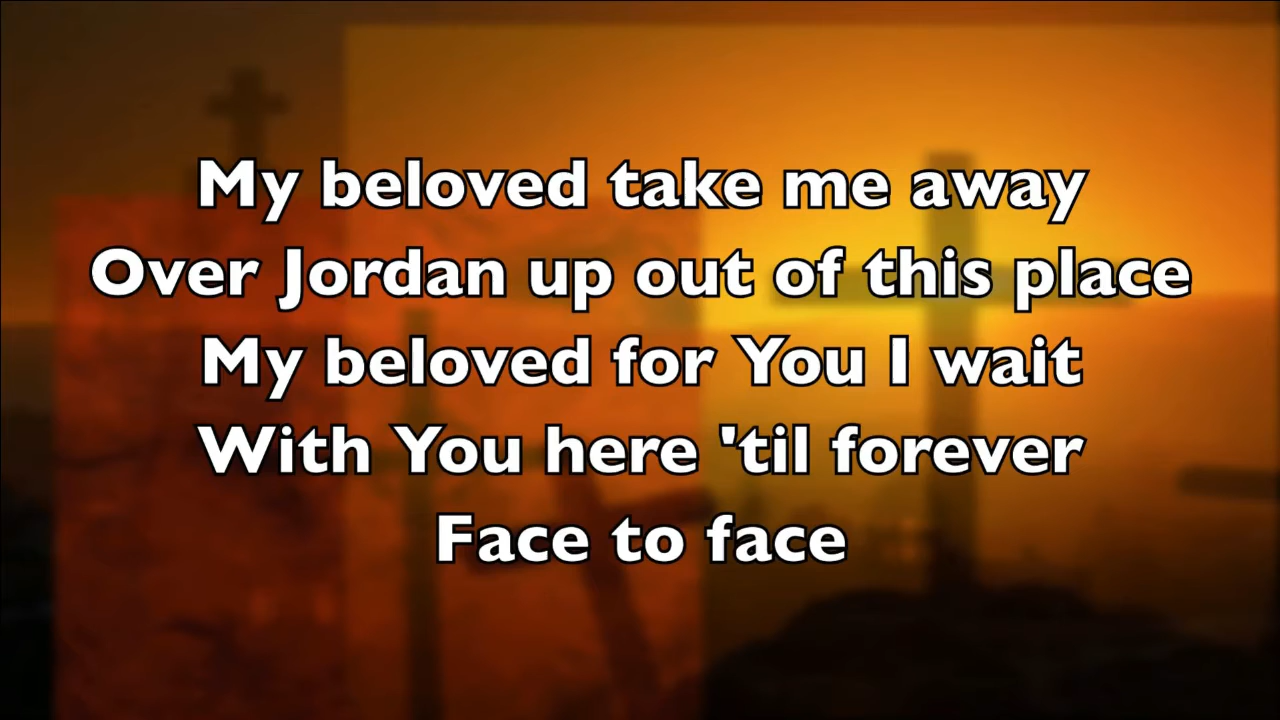 My beloved take me away
Over Jordan up out of this place
My beloved for You I wait
With You here 'til forever
Face to face